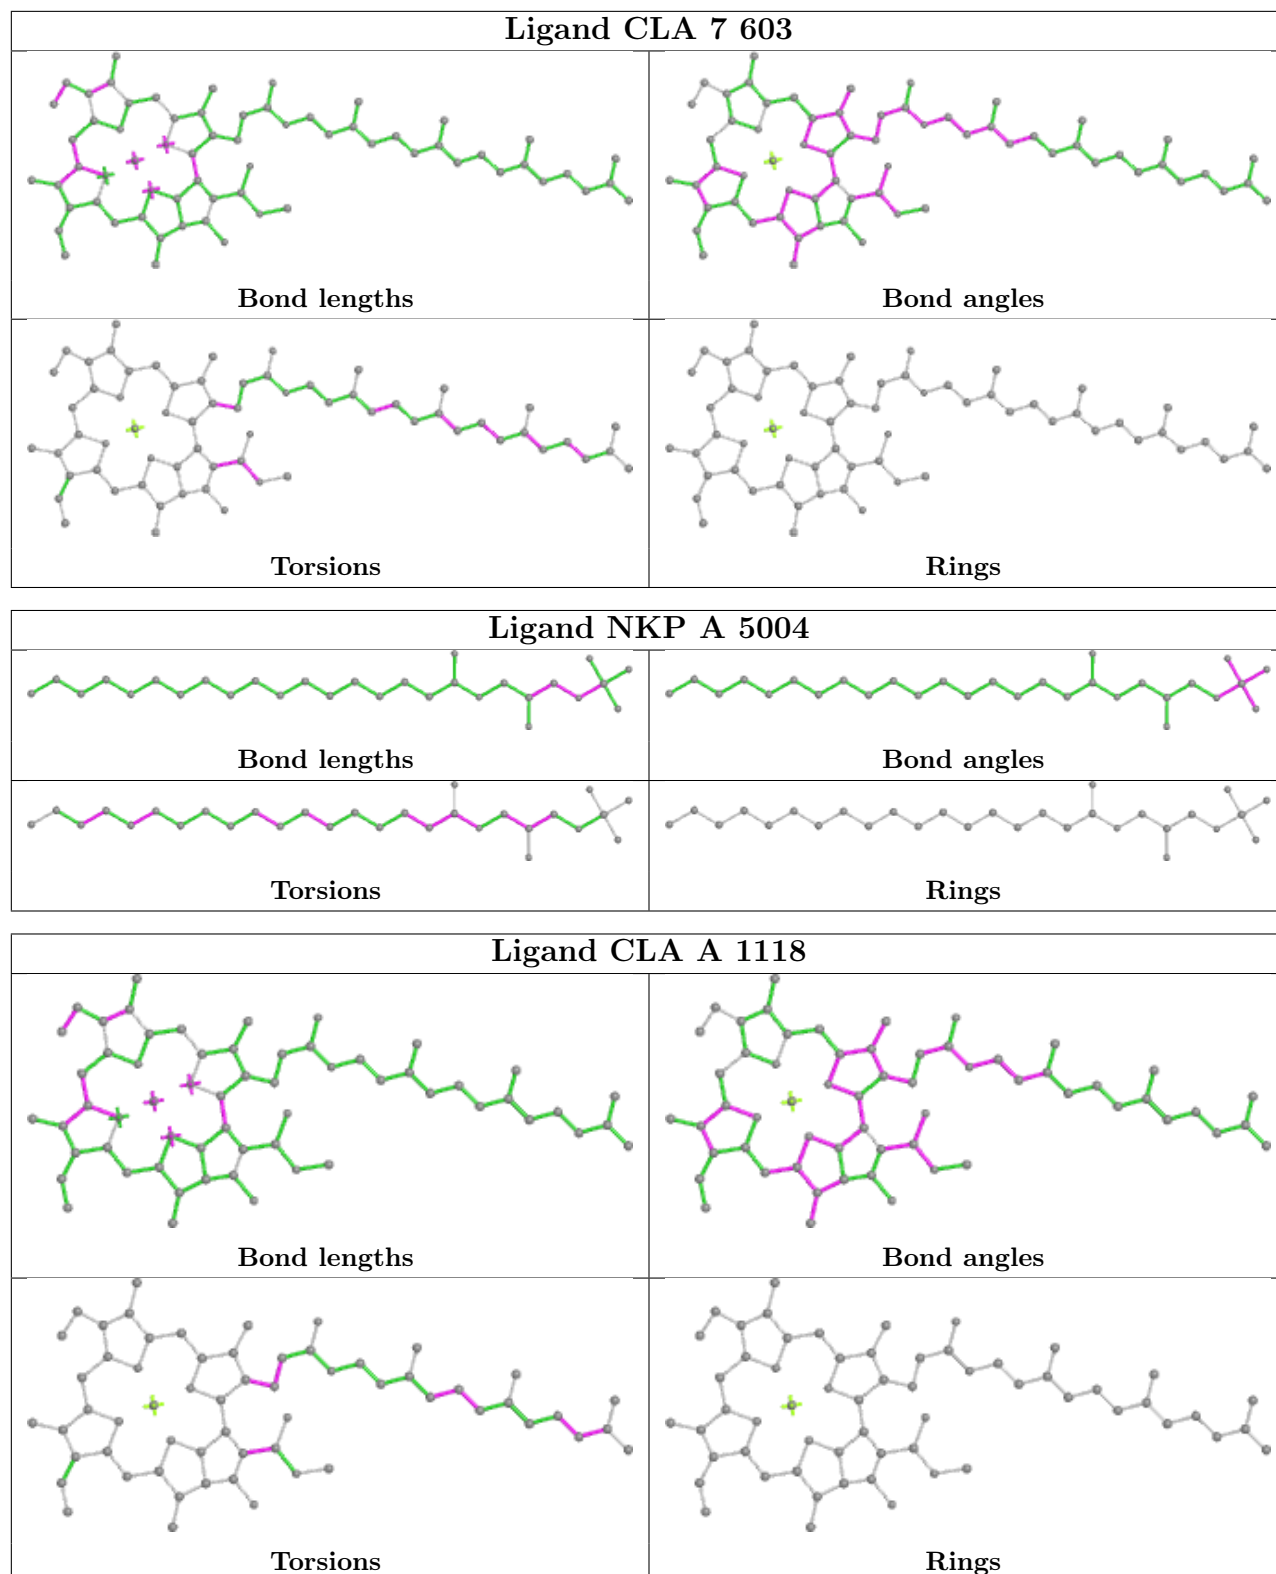 Ligand CLA 7 603
Bond lengths
Bond angles
Torsions
Rings
Ligand NKP A 5004
Bond lengths
Bond angles
Torsions
Rings
Ligand CLA A 1118
Bond lengths
Bond angles
Torsions
Rings